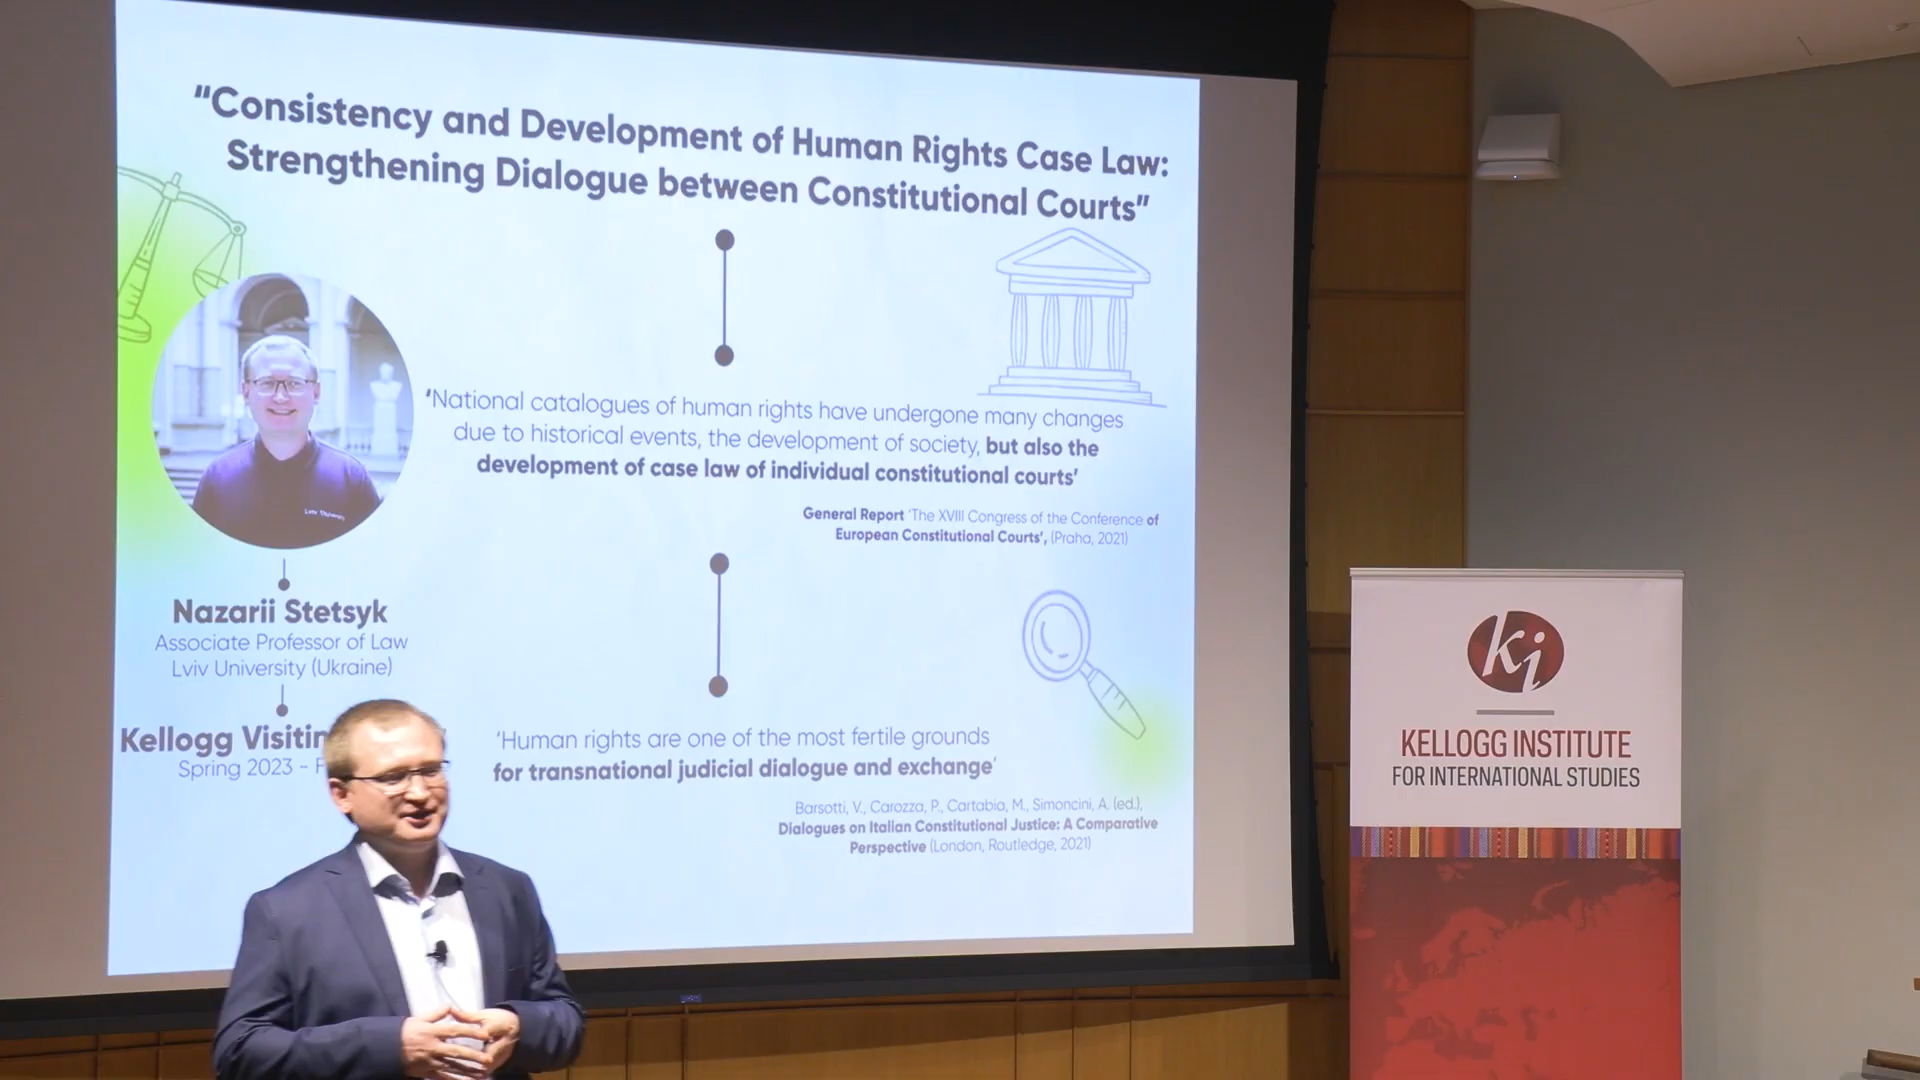 “Consistency and Development of Human Rights Case Law:
Strengthening Dialogue between Constitutional Courts”
‘National catalogues of human rights have undergone many changes
due to historical events, the development of society, but also the
development of case law of individual constitutional courts’
General Report ‘The XVIII Congress of the Conference of
European Constitutional Courts’, (Praha, 2021)
Nazarii Stetsyk
Associate Professor of Law
Lviv University (Ukraine)
Kellogg Visitin
Spring 2023 - F
‘Human rights are one of the most fertile grounds
for transnational judicial dialogue and exchange’
Barsotti, V., Carozza, P., Cartabia, M., Simoncini, A. (ed.),
Dialogues on Italian Constitutional Justice: A Comparative
Perspective (London, Routledge, 2021)
ki
KELLOGG INSTITUTE
FOR INTERNATIONAL STUDIES